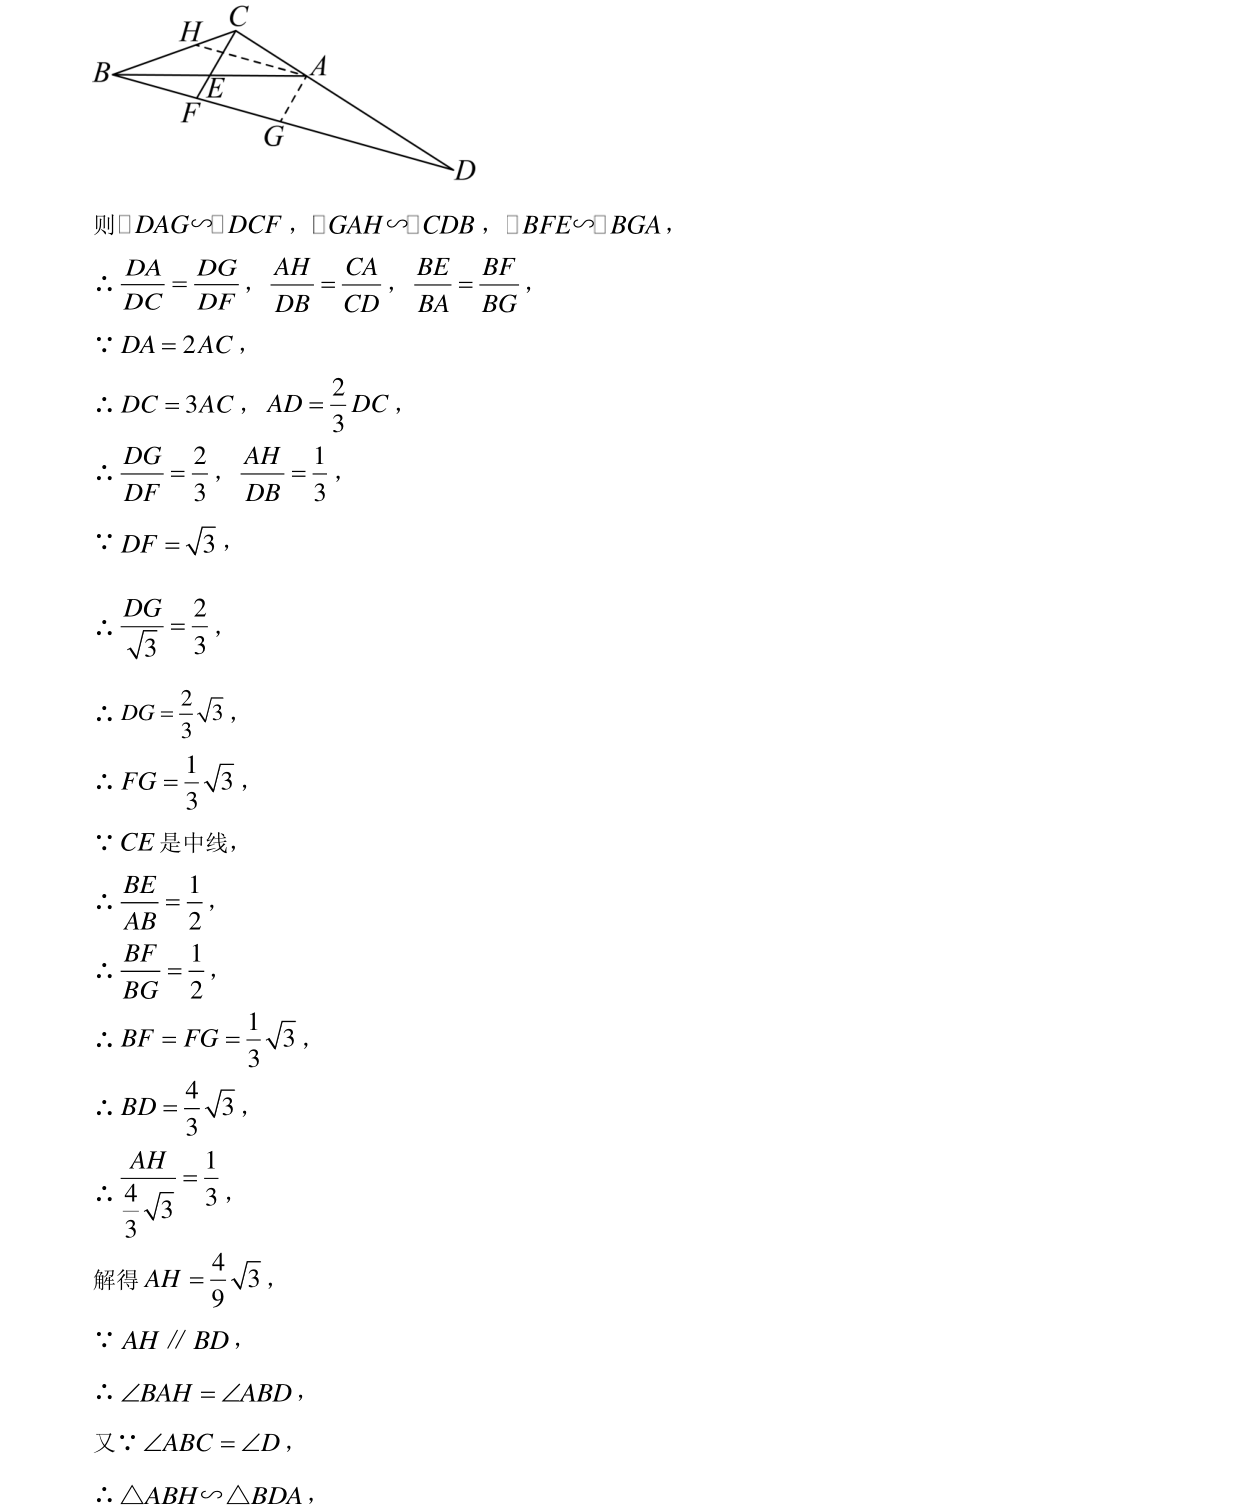 C
H
A
B
E
F
G
D
则□DAG∽□DCF，□GAH∽□CDB，□BFE∽□BGA，
∴DA/DC=DG/DF，AH/DB=CA/CD，BE/BA=BF/BG，
∵DA=2AC，
∴DC=3AC，AD=2/3DC，
∴DG/DF=2/3，AH/DB=1/3，
∵DF=√3，
∴DG/√3=2/3，
∴DG=2/3√3，
∴FG=1/3√3，
∵CE是中线，
∴BE/AB=1/2，
∴BF/BG=1/2，
∴BF=FG=1/3√3，
∴BD=4/3√3，
∴AH/(4/3√3)=1/3，
解得AH=4/9√3，
∵AH∥BD，
∴∠BAH=∠ABD，
又∵∠ABC=∠D，
∴△ABH∽△BDA，